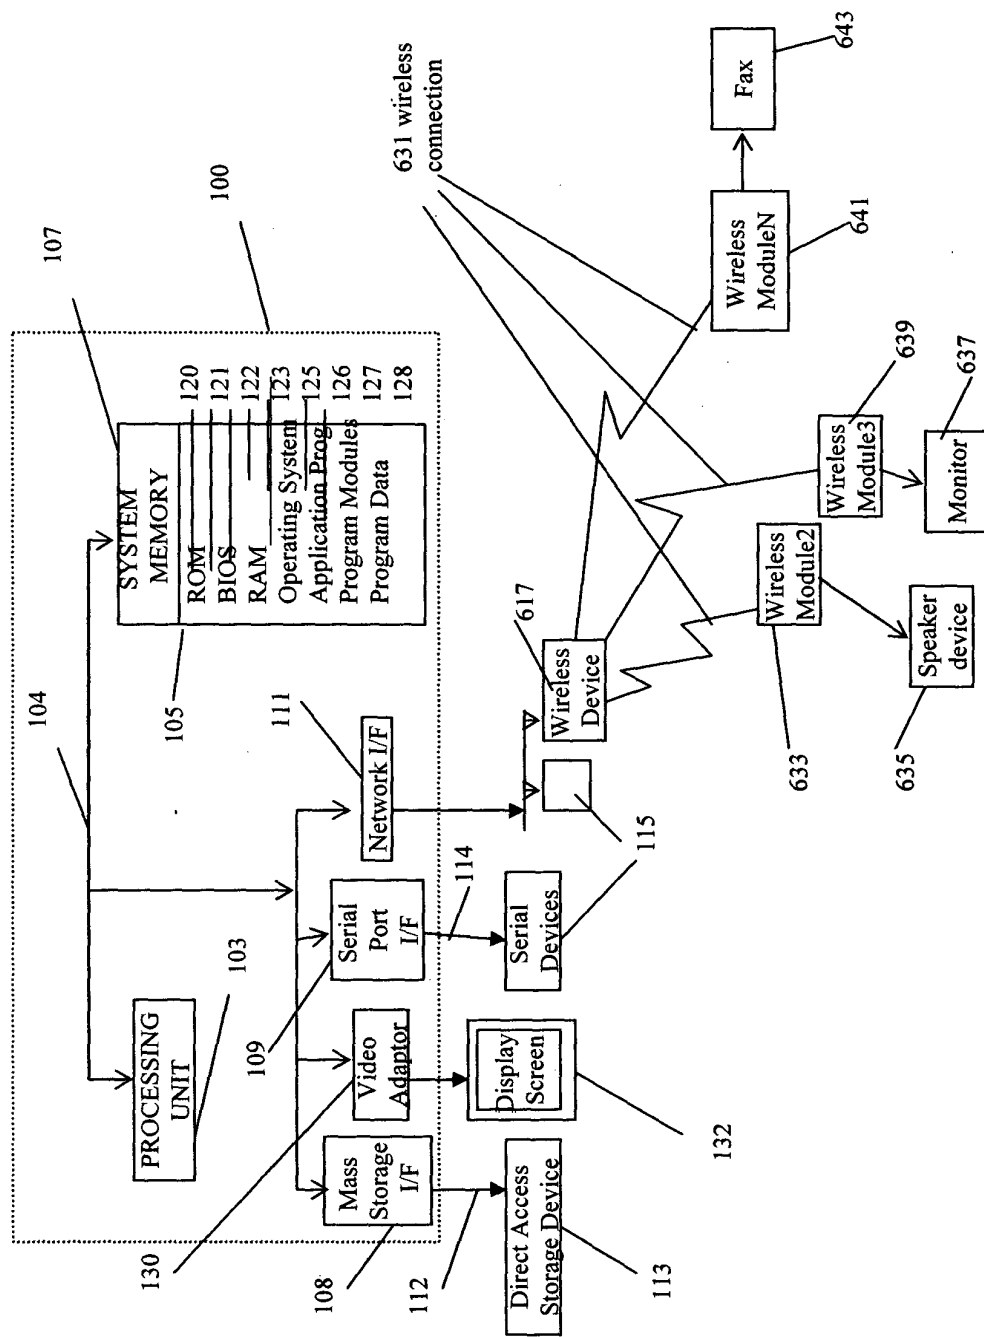 107
SYSTEM
MEMORY
ROM
BIOS
RAM
Operating System
Application Prog.
Program Modules
Program Data
120
121
122
123
125
126
127
128
100
104
105
PROCESSING
UNIT
103
111
Network I/F
Serial
Port
I/F
109
Video
Adaptor
130
Mass
Storage
I/F
108
112
Direct Access
Storage Device
113
Display
Screen
132
114
Serial
Devices
115
617
Wireless
Device
631 wireless
connection
Wireless
Module2
633
Speaker
device
635
Wireless
Module3
639
Monitor
637
Wireless
ModuleN
641
Fax
643